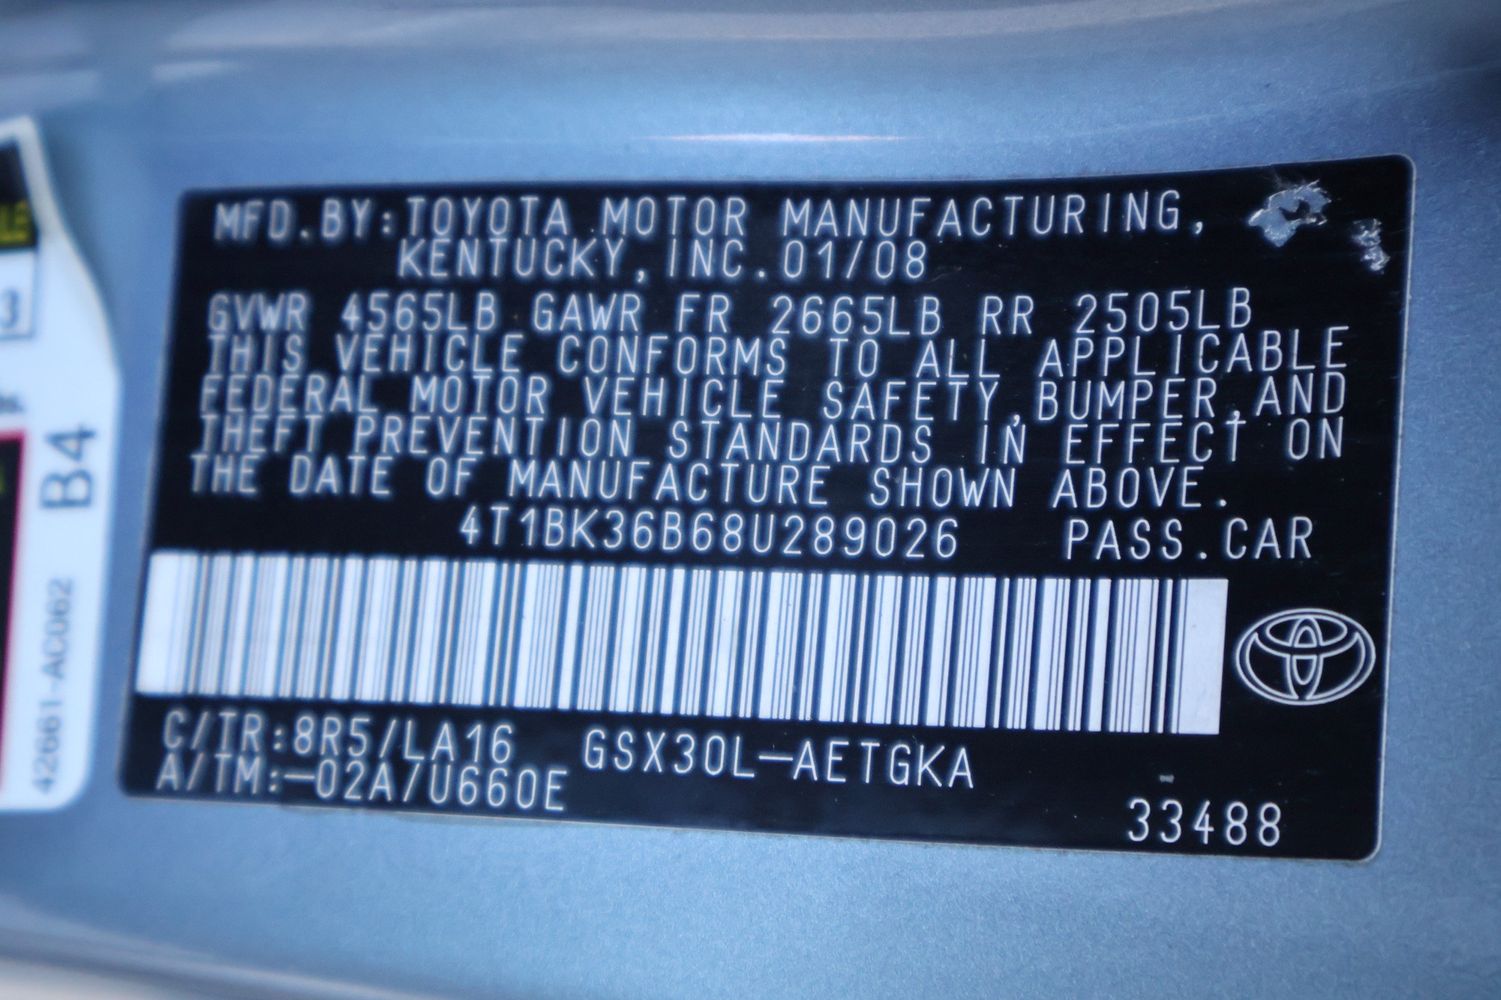 MFD.BY:TOYOTA MOTOR MANUFACTURING,
KENTUCKY,INC.01/08
GVWR 4565LB GAWR FR 2665LB RR 2505LB
THIS VEHICLE CONFORMS TO ALL APPLICABLE
FEDERAL MOTOR VEHICLE SAFETY,BUMPER,AND
THEFT PREVENTION STANDARDS IN EFFECT ON
THE DATE OF MANUFACTURE SHOWN ABOVE.
4T1BK36B68U289026 PASS.CAR
C/TR:8R5/LA16 GSX30L-AETGKA
A/TM:-02A/U660E
33488
B4
42661-AC062
3
LE